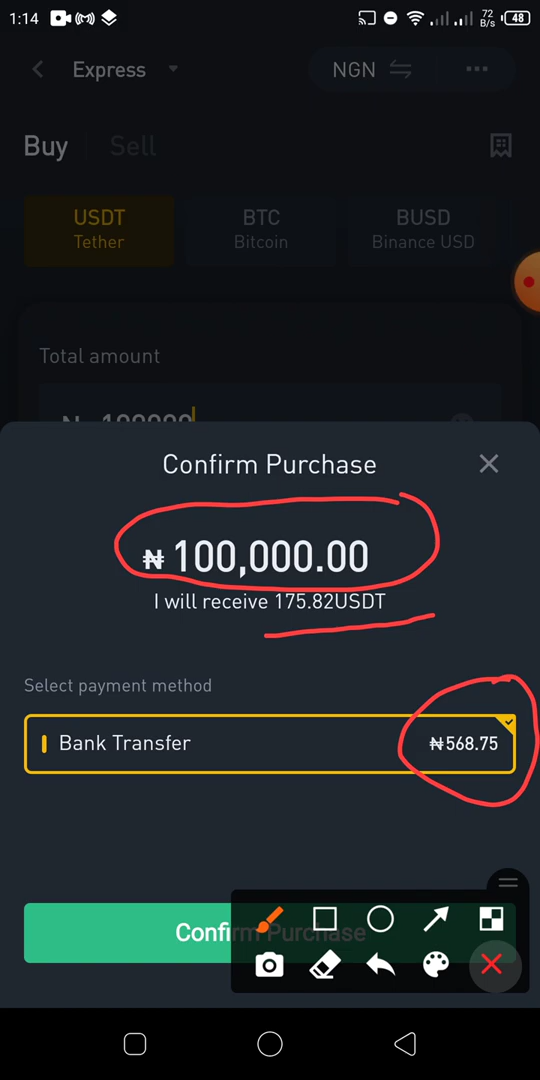 1:14
72
B/s
48
Express
NGN
Buy
Sell
USDT
BTC
BUSD
Tether
Bitcoin
Binance USD
Total amount
Confirm Purchase
₦ 100,000.00
I will receive 175.82USDT
Select payment method
Bank Transfer
₦568.75
Confirm Purchase